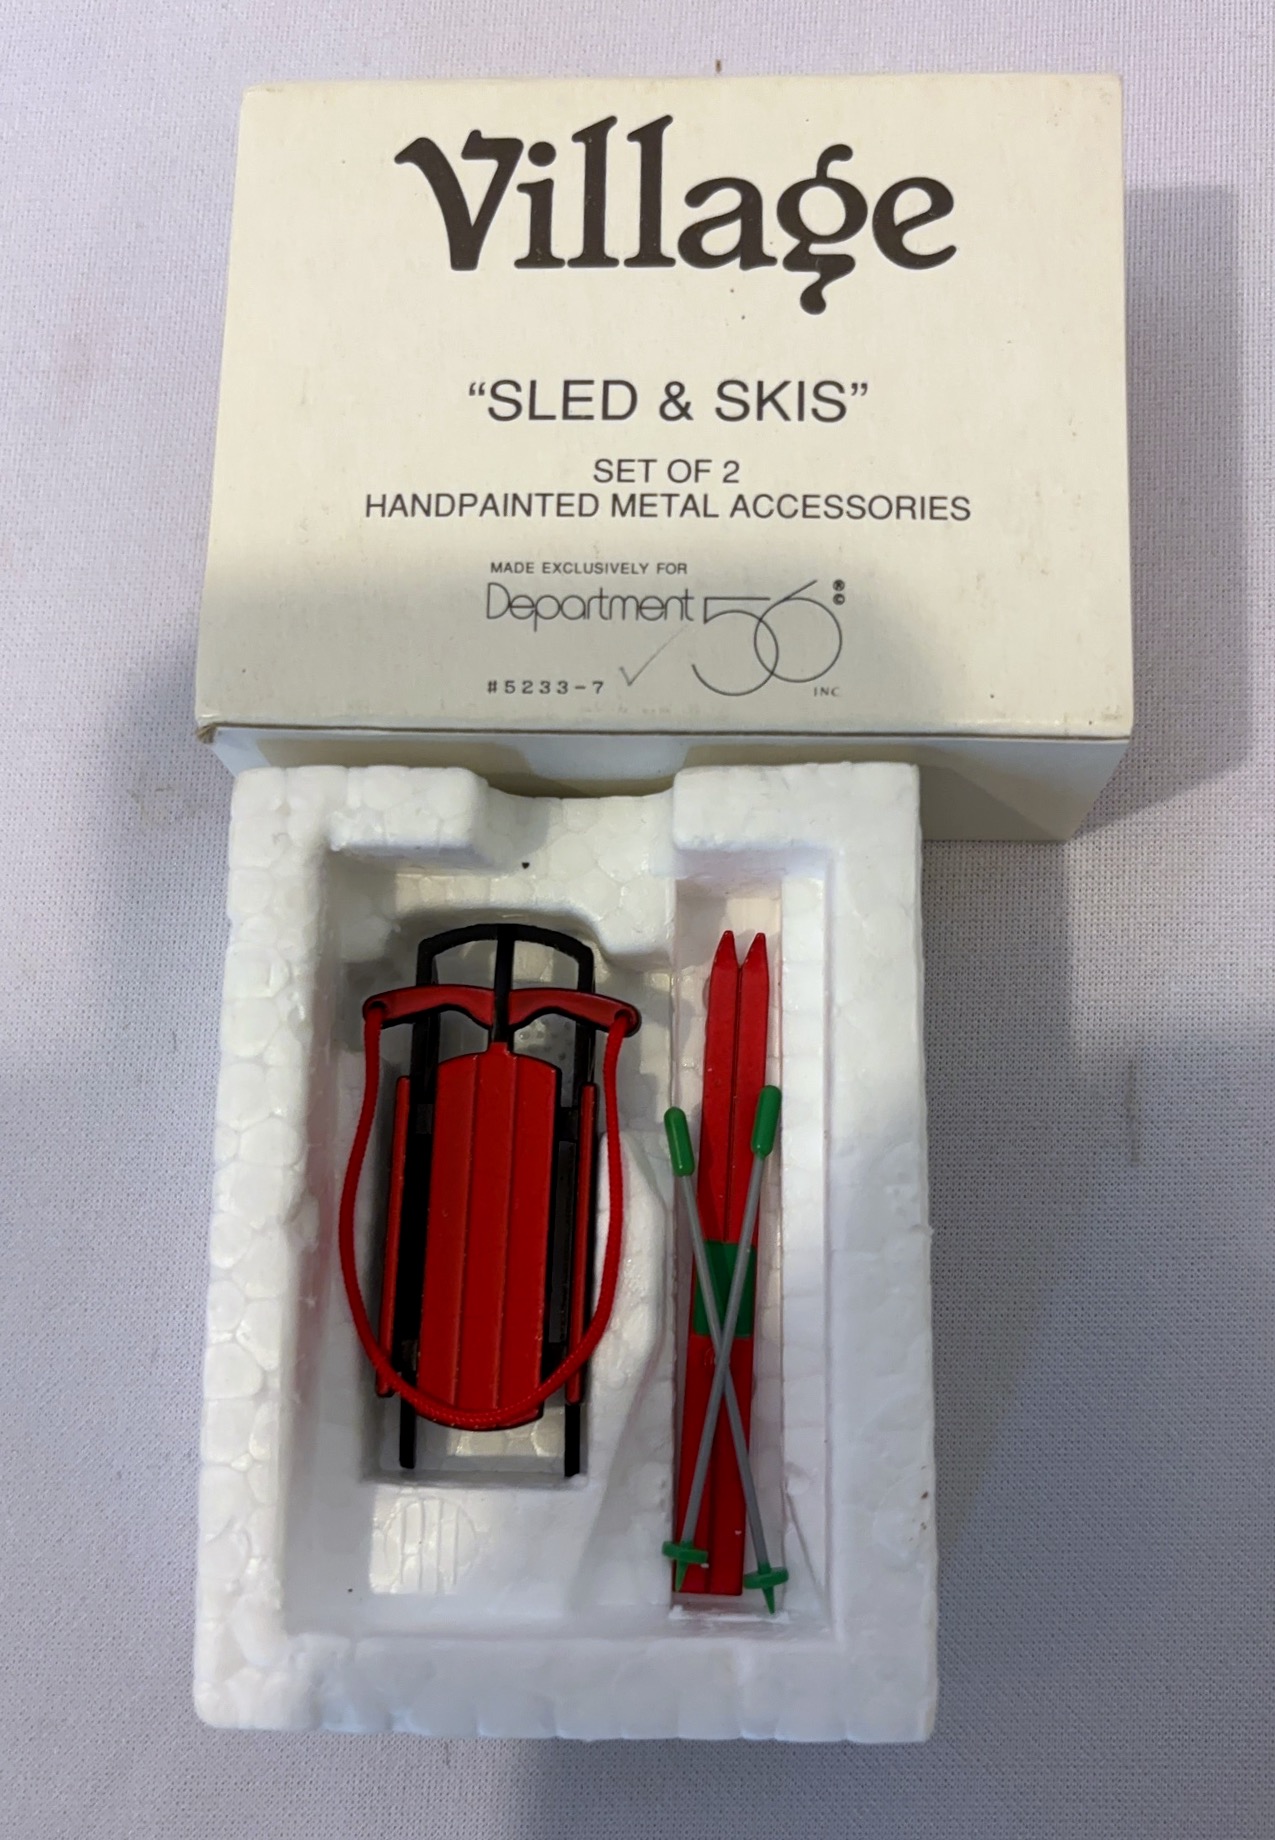 Village
“SLED & SKIS”
SET OF 2
HANDPAINTED METAL ACCESSORIES
MADE EXCLUSIVELY FOR
Department 56 ® ©
#5233-7 INC